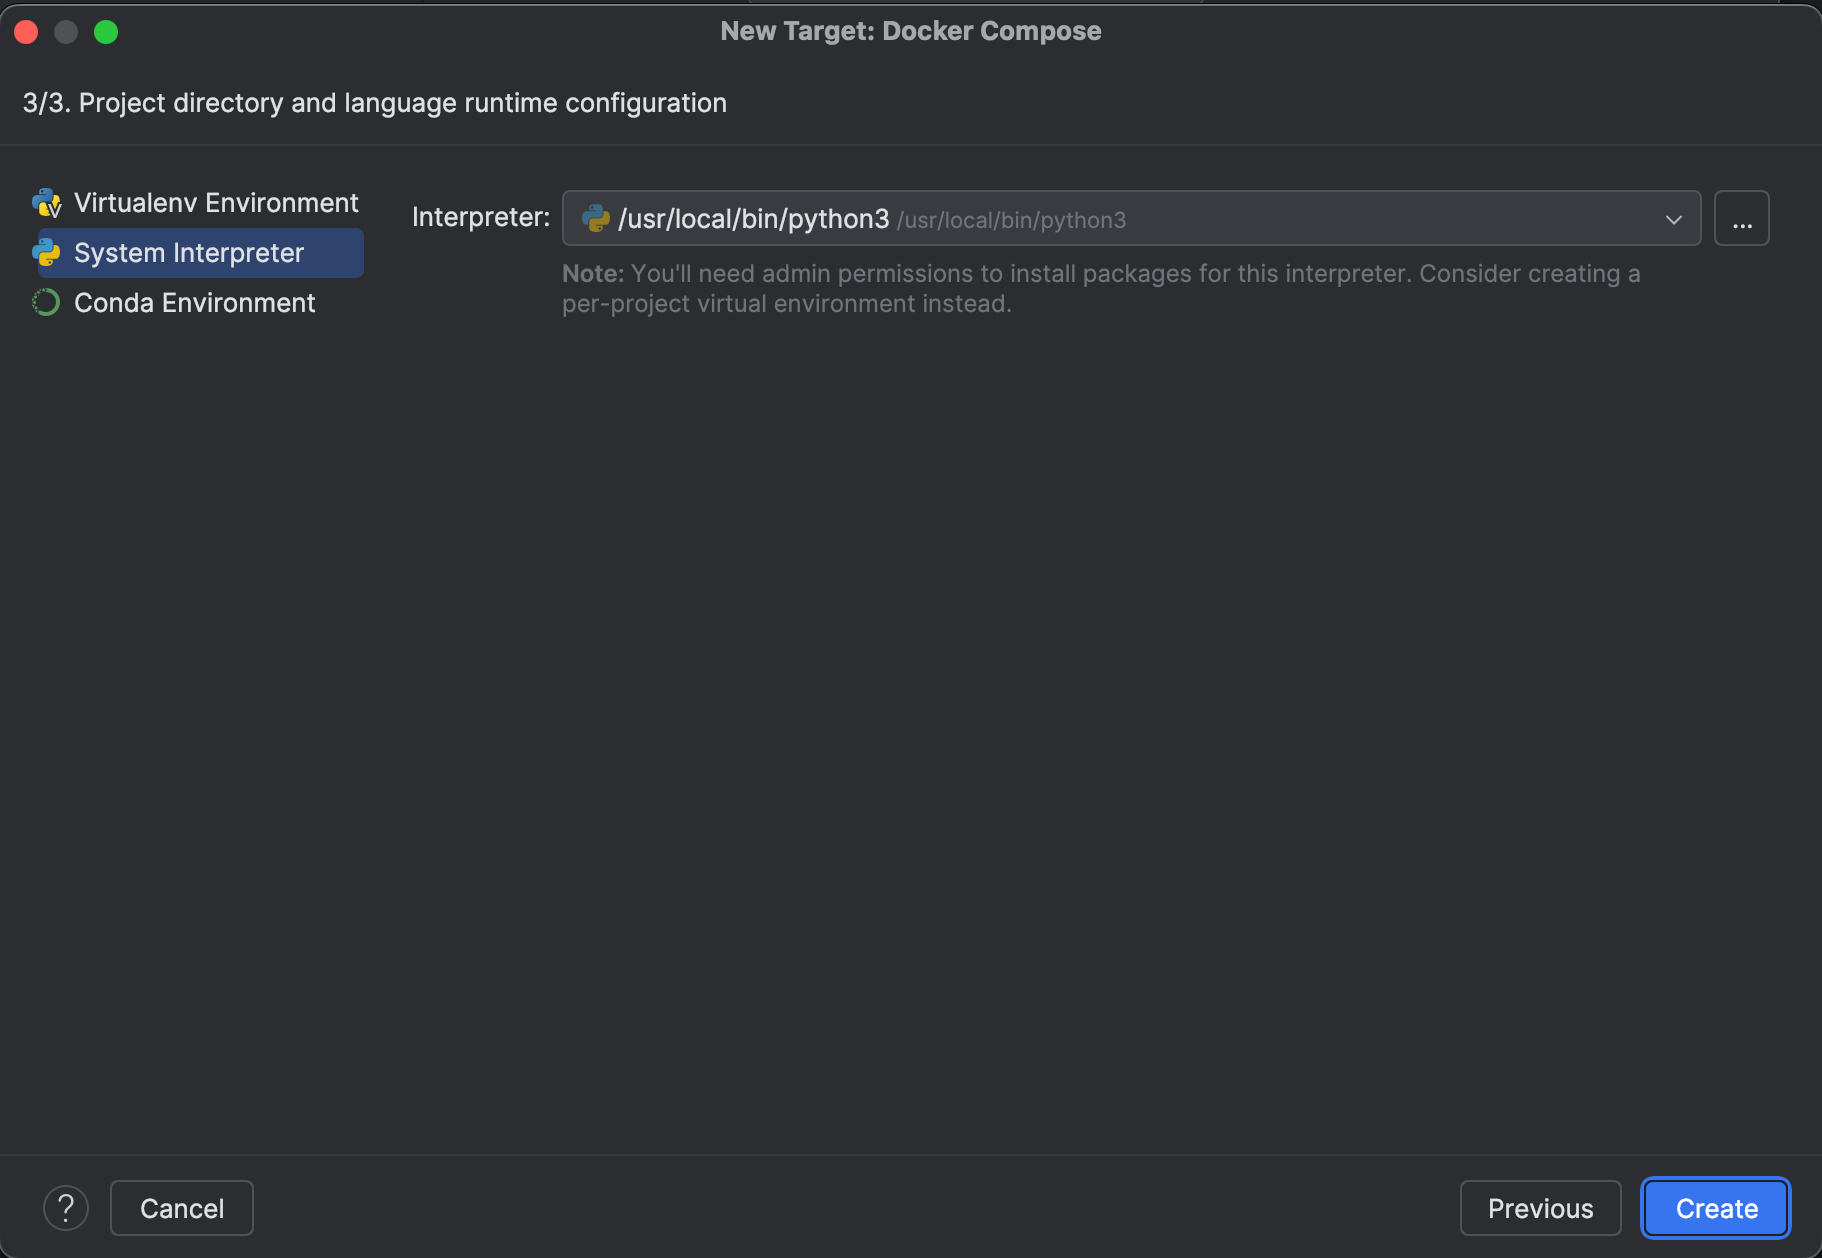 New Target: Docker Compose
3/3. Project directory and language runtime configuration
Virtualenv Environment
System Interpreter
Conda Environment
Interpreter: /usr/local/bin/python3 /usr/local/bin/python3 ...
Note: You'll need admin permissions to install packages for this interpreter. Consider creating a
per-project virtual environment instead.
? Cancel Previous Create